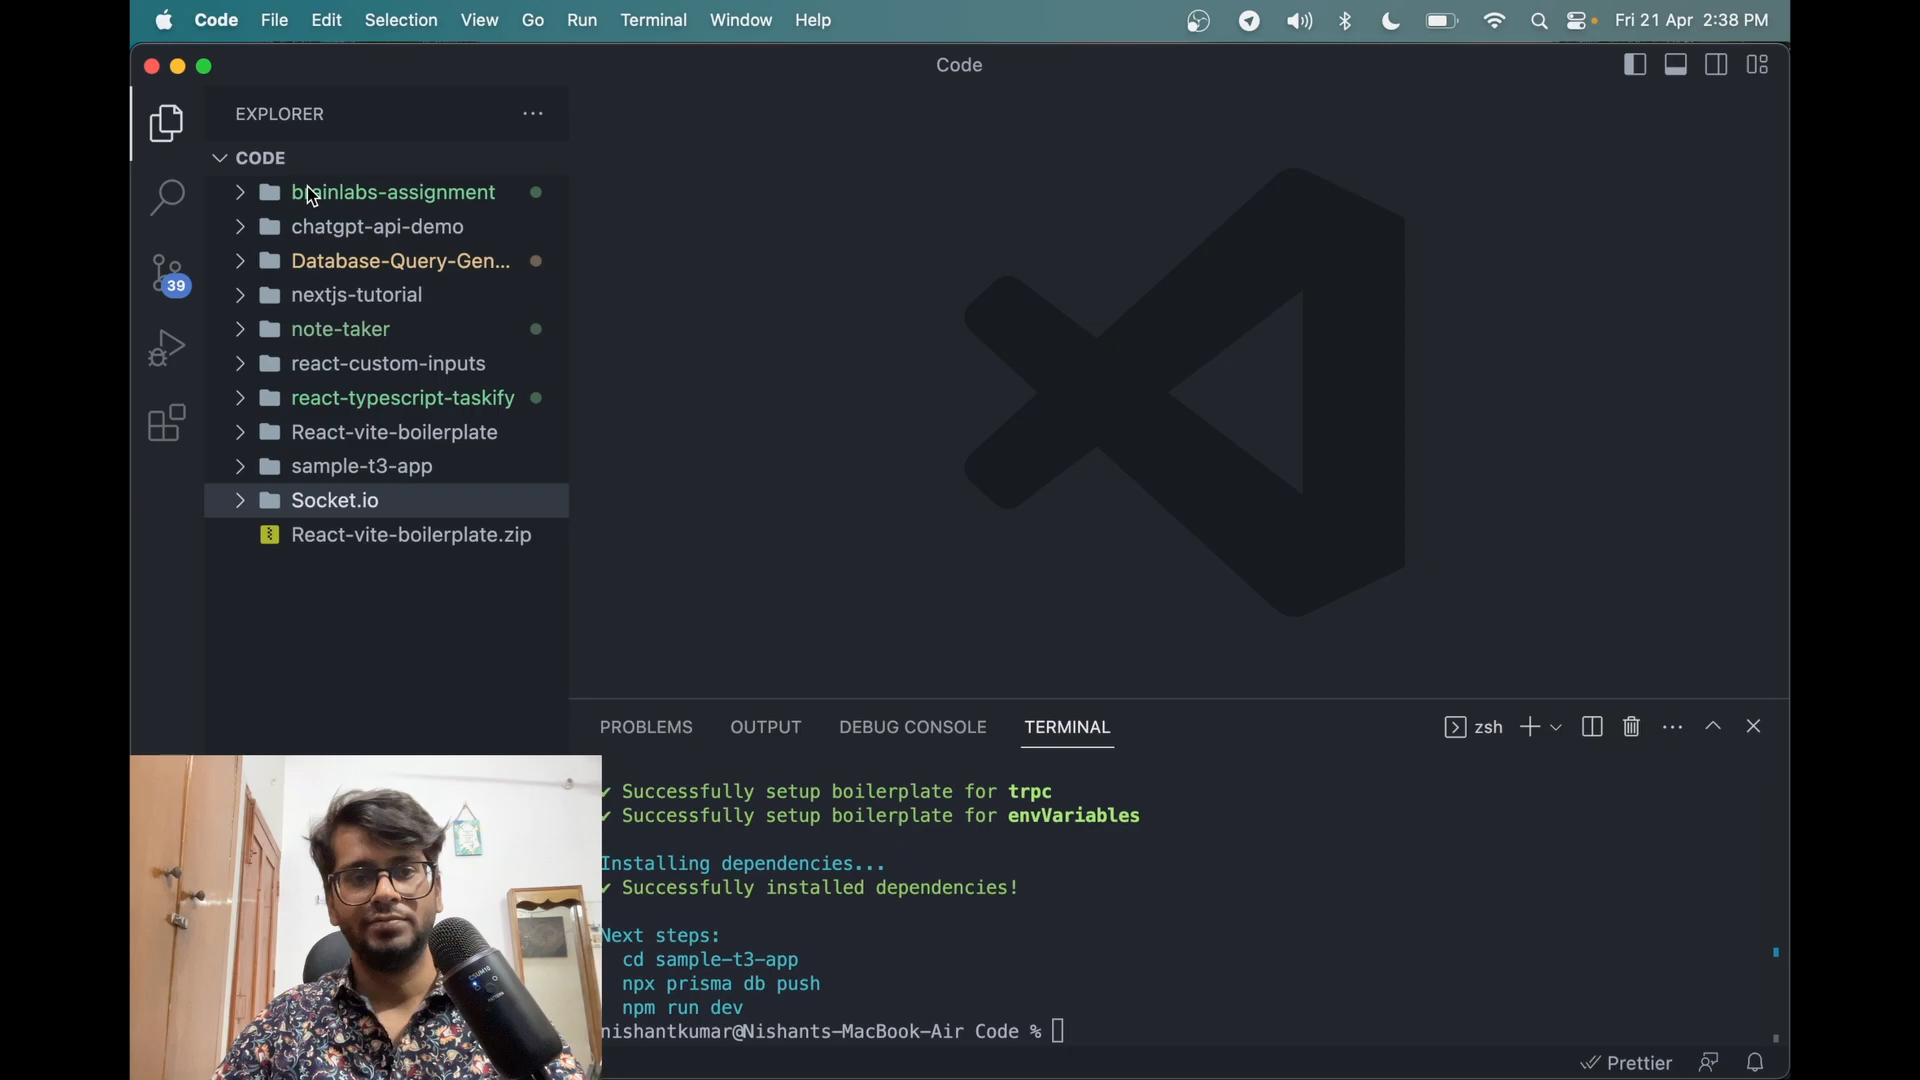 Code File Edit Selection View Go Run Terminal Window Help Fri 21 Apr 2:38 PM
Code
EXPLORER
CODE
brainlabs-assignment
chatgpt-api-demo
Database-Query-Gen...
nextjs-tutorial
note-taker
react-custom-inputs
react-typescript-taskify
React-vite-boilerplate
sample-t3-app
Socket.io
React-vite-boilerplate.zip
39
PROBLEMS OUTPUT DEBUG CONSOLE TERMINAL zsh
✔ Successfully setup boilerplate for trpc
✔ Successfully setup boilerplate for envVariables
Installing dependencies...
✔ Successfully installed dependencies!
Next steps:
cd sample-t3-app
npx prisma db push
npm run dev
nishantkumar@Nishants-MacBook-Air Code %
Prettier